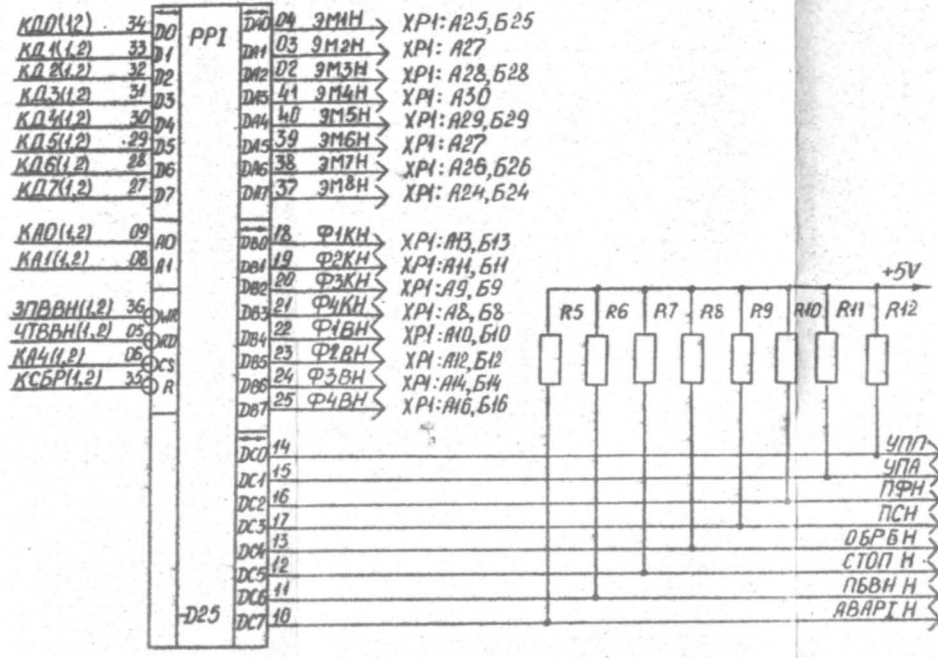 КД0(1,2) 34 D0 PPI DA0 04 ЭМ1Н XP1: A25,Б25
КД1(1,2) 33 D1 DA1 03 ЭМ2Н XP1: A27
КД2(1,2) 32 D2 DA2 02 ЭМ3Н XP1: A28,Б28
КД3(1,2) 31 D3 DA3 41 ЭМ4Н XP1: A30
КД4(1,2) 30 D4 DA4 40 ЭМ5Н XP1: A29,Б29
КД5(1,2) 29 D5 DA5 39 ЭМ6Н XP1: A27
КД6(1,2) 28 D6 DA6 38 ЭМ7Н XP1: A26,Б26
КД7(1,2) 27 D7 DA7 37 ЭМ8Н XP1: A24,Б24
КА0(1,2) 09 A0 DB0 18 Ф1КН XP1: A13,Б13
КА1(1,2) 08 A1 DB1 19 Ф2КН XP1: A11,Б11
DB2 20 Ф3КН XP1: A9,Б9
+5V
ЗПВВН(1,2) 36 WR DB3 21 Ф4КН XP1: A8,Б8
R5 R6 R7 R8 R9 R10 R11 R12
ЧТВВН(1,2) 05 RD DB4 22 Ф1ВН XP1: A10,Б10
КА4(1,2) 06 CS DB5 23 Ф2ВН XP1: A12,Б12
КСБР(1,2) 35 R DB6 24 Ф3ВН XP1: A14,Б14
DB7 25 Ф4ВН XP1: A16,Б16
DC0 14 УПП
DC1 15 УПА
DC2 16 ПФН
DC3 17 ПСН
DC4 13 ОБРБН
DC5 12 СТОП Н
DC6 11 ПБВН Н
D25 DC7 10 АВАРІ Н